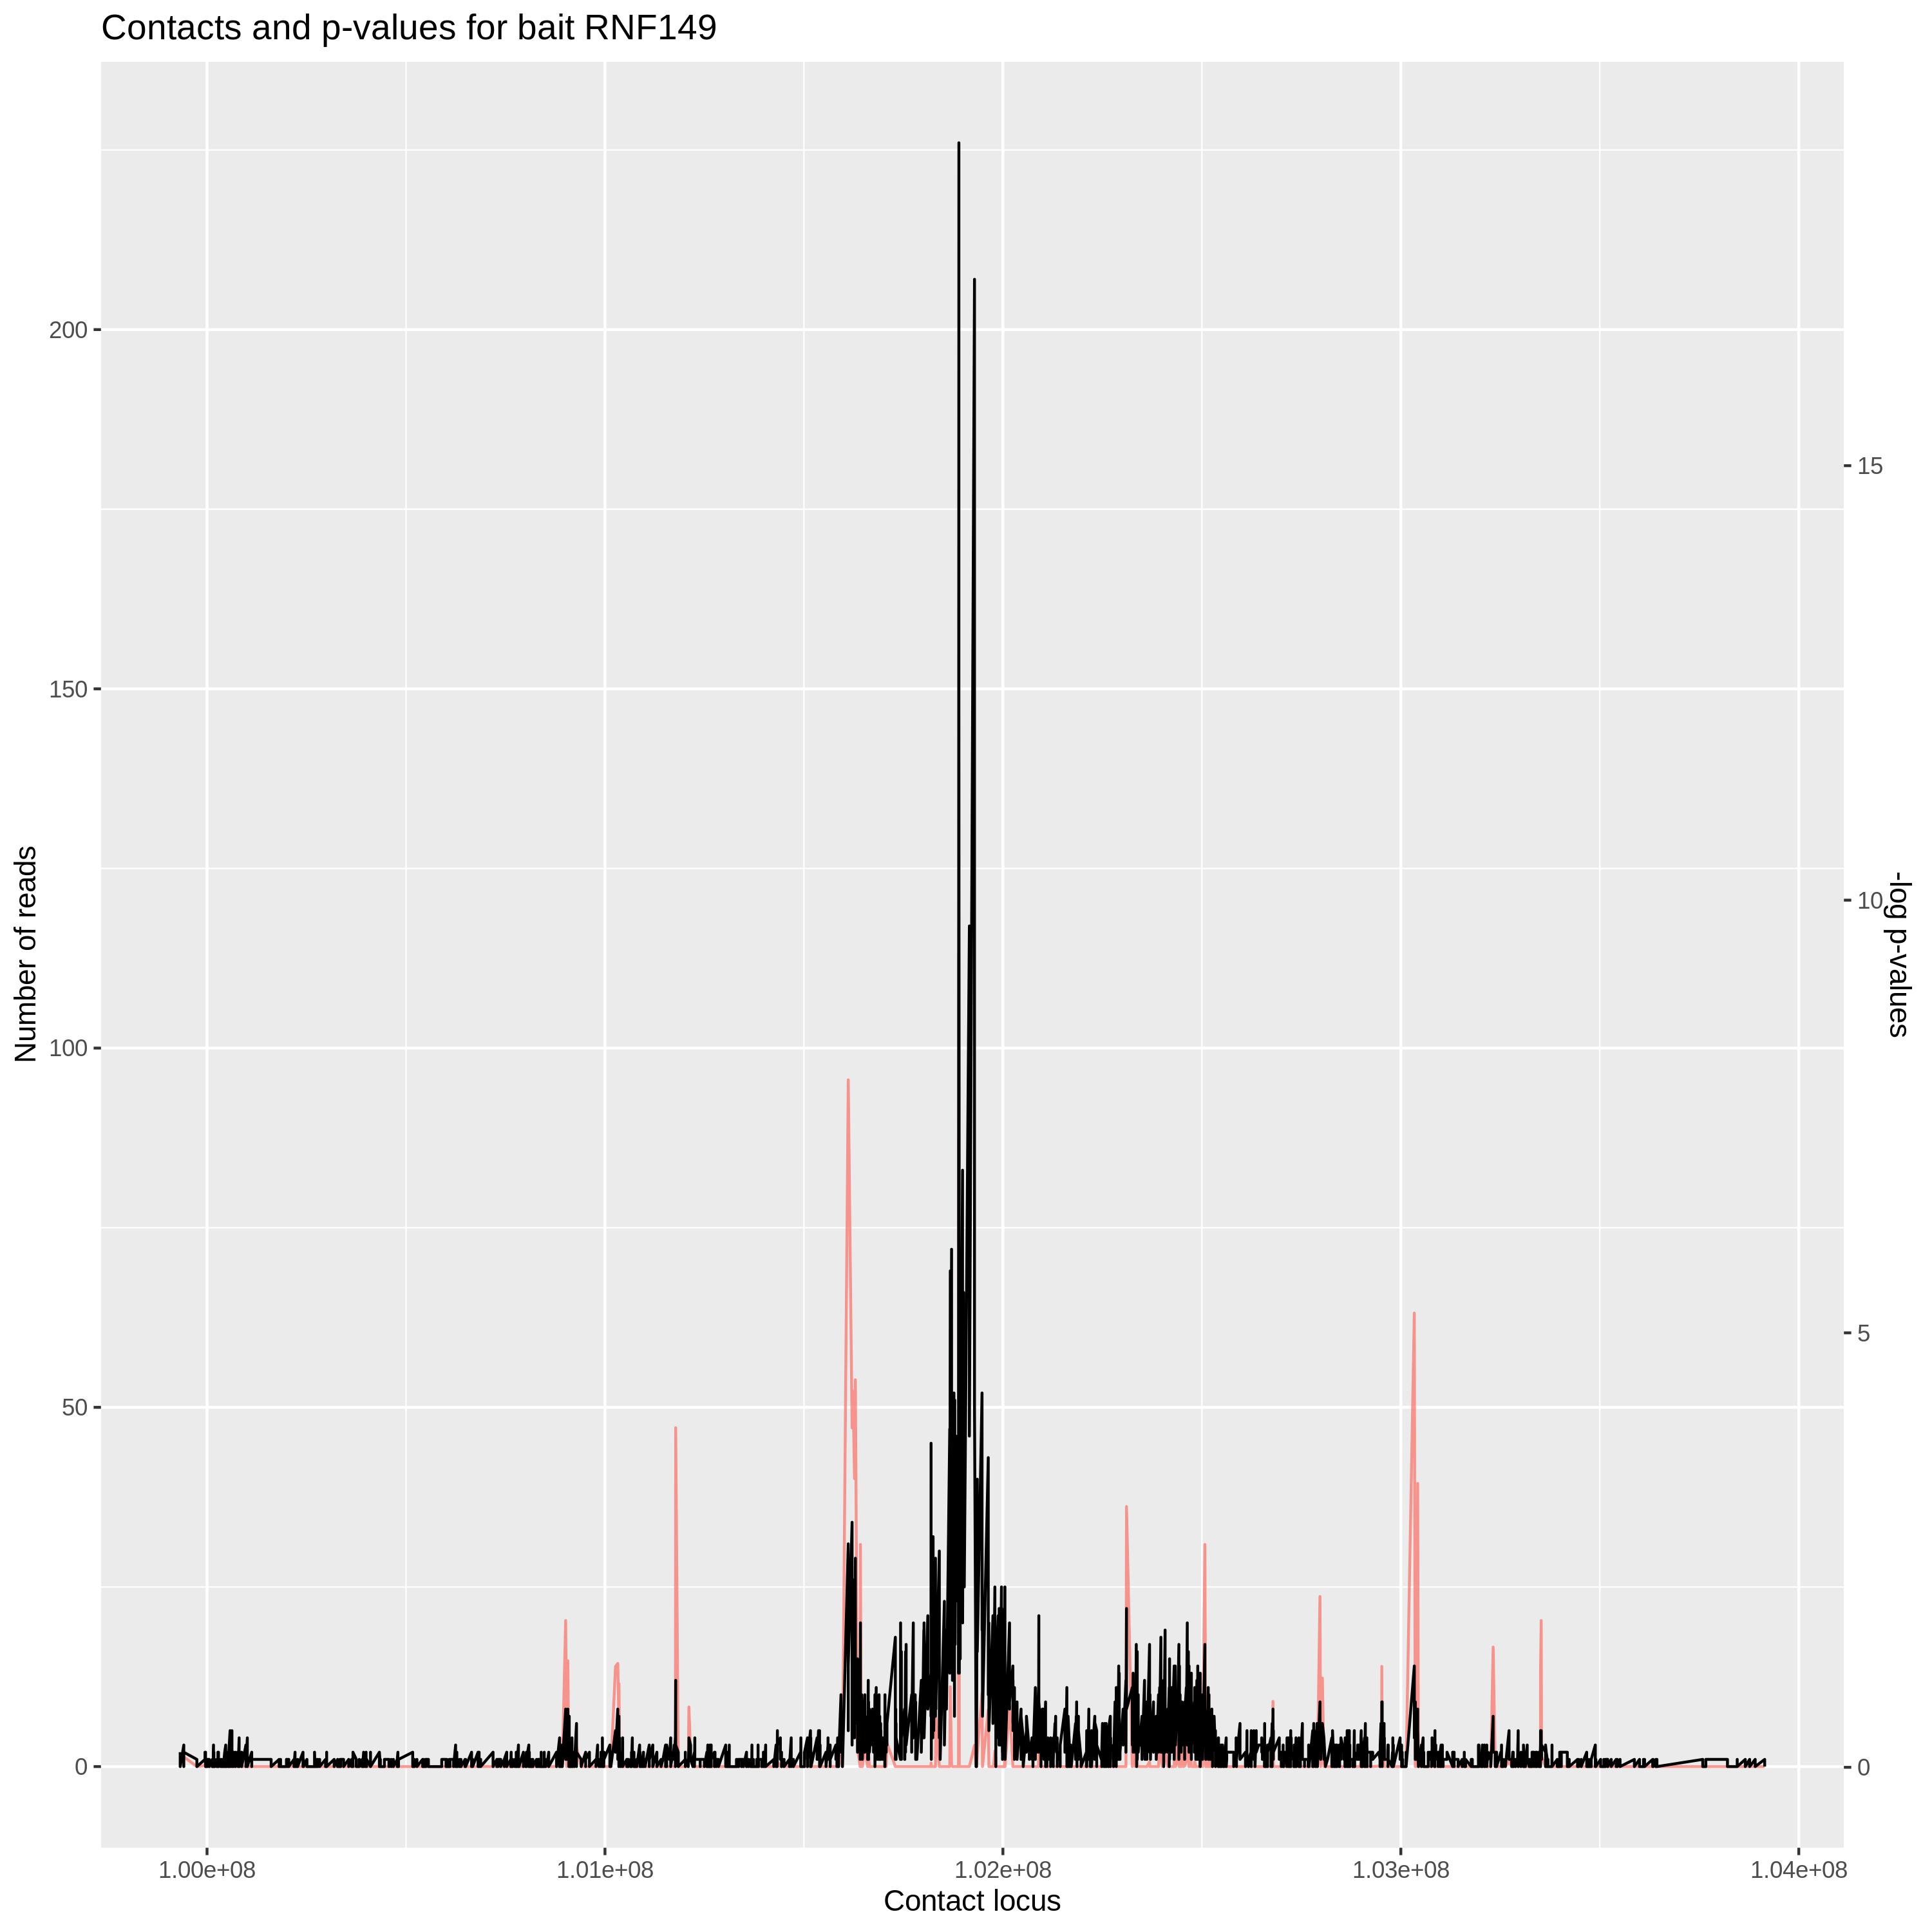 Contacts and p-values for bait RNF149
200
150
100
50
0
Number of reads
15
10
5
0
-log p-values
1.00e+08 1.01e+08 1.02e+08 1.03e+08 1.04e+08
Contact locus